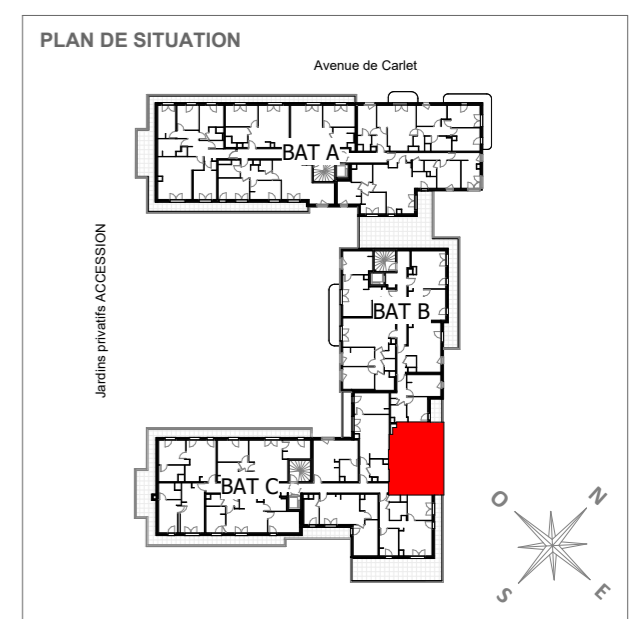 PLAN DE SITUATION
Avenue de Carlet
BAT A
Jardins privatifs ACCESSION
BAT B
BAT C
O
N
S
E